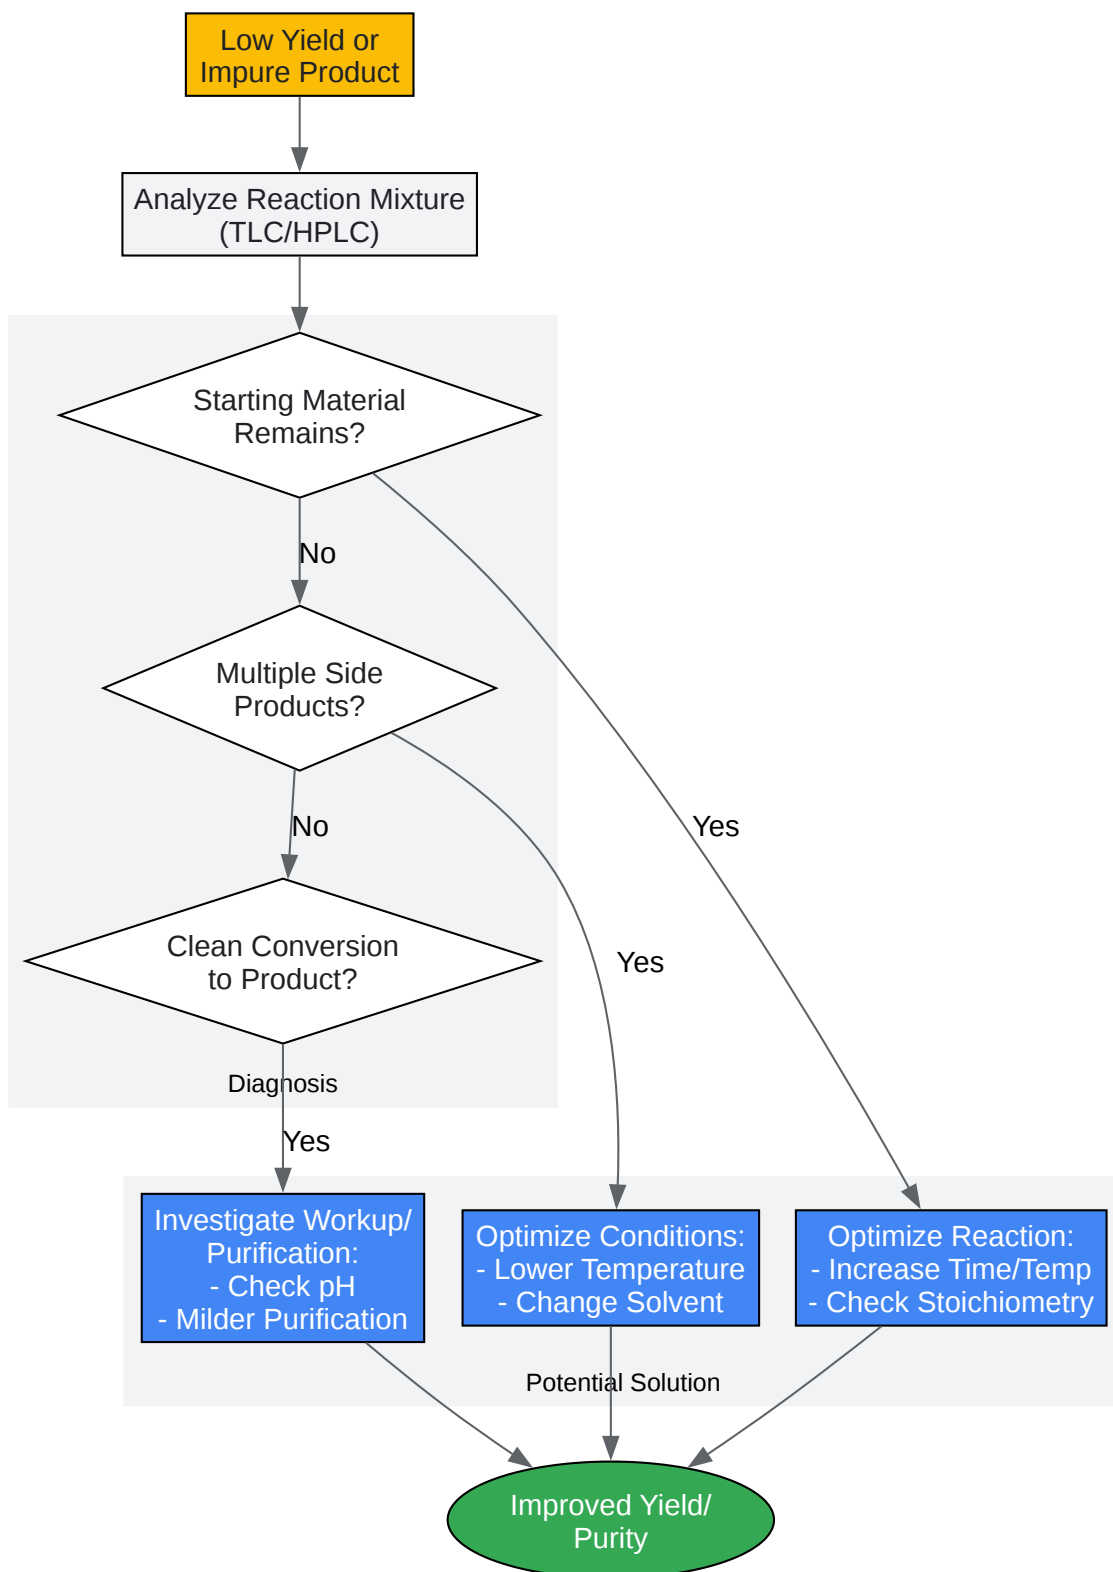 Low Yield or
Impure Product
Analyze Reaction Mixture
(TLC/HPLC)
Starting Material
Remains?
No
Multiple Side
Products?
No
Yes
Clean Conversion
to Product?
Yes
Diagnosis
Yes
Investigate Workup/
Purification:
- Check pH
- Milder Purification
Optimize Conditions:
- Lower Temperature
- Change Solvent
Optimize Reaction:
- Increase Time/Temp
- Check Stoichiometry
Potential Solution
Improved Yield/
Purity